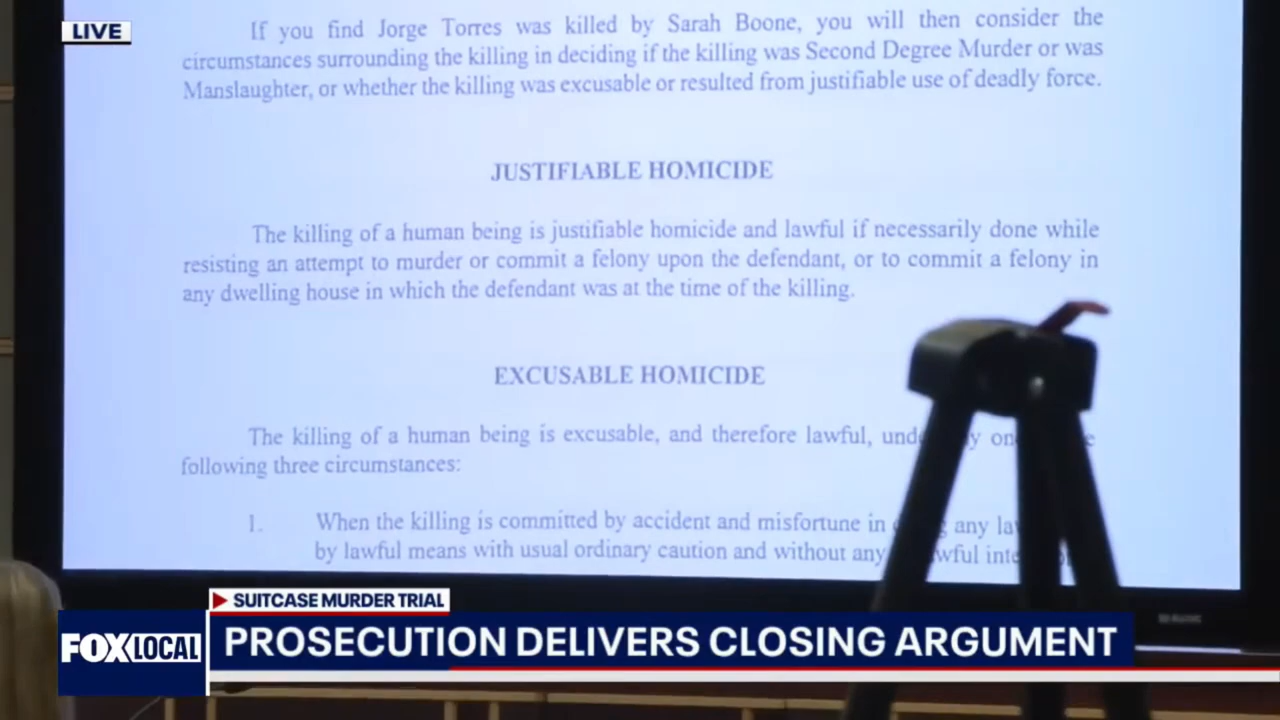 LIVE
If you find Jorge Torres was killed by Sarah Boone, you will then consider the
circumstances surrounding the killing in deciding if the killing was Second Degree Murder or was
Manslaughter, or whether the killing was excusable or resulted from justifiable use of deadly force.
JUSTIFIABLE HOMICIDE
The killing of a human being is justifiable homicide and lawful if necessarily done while
resisting an attempt to murder or commit a felony upon the defendant, or to commit a felony in
any dwelling house in which the defendant was at the time of the killing.
EXCUSABLE HOMICIDE
The killing of a human being is excusable, and therefore lawful,
following three circumstances:
1. When the killing is committed by accident and misfortune in any
by lawful means with usual ordinary caution and without any
SUITCASE MURDER TRIAL
FOX LOCAL
PROSECUTION DELIVERS CLOSING ARGUMENT